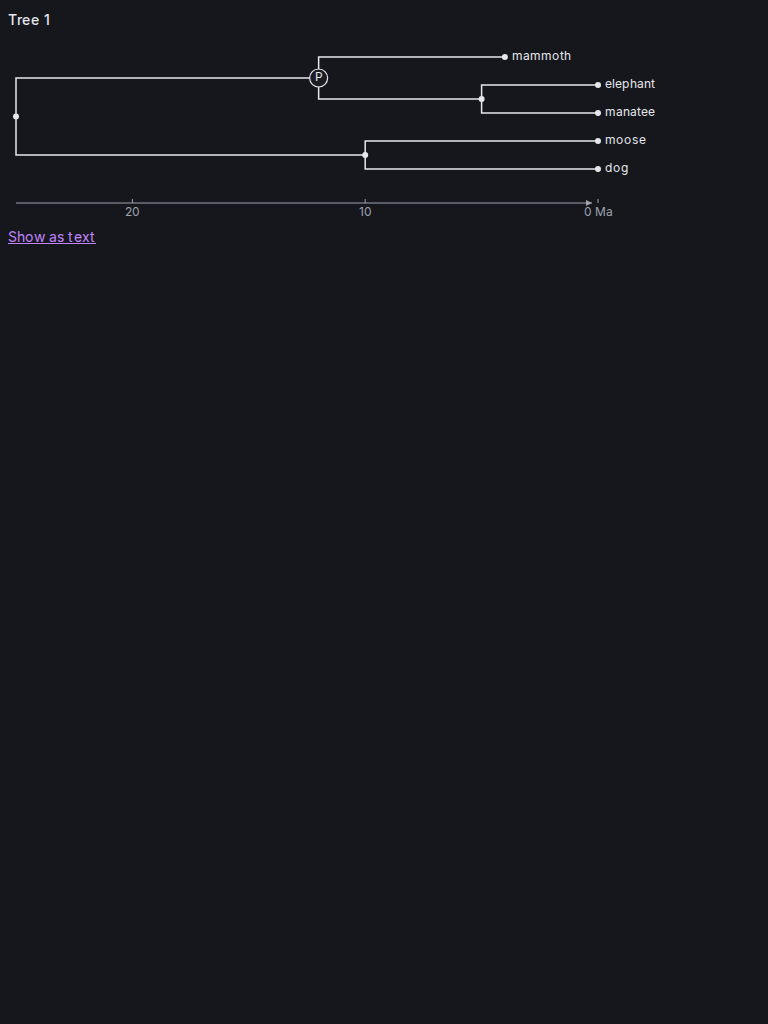 Tree 1
mammoth
P
elephant
manatee
moose
dog
20 10 0 Ma
Show as text